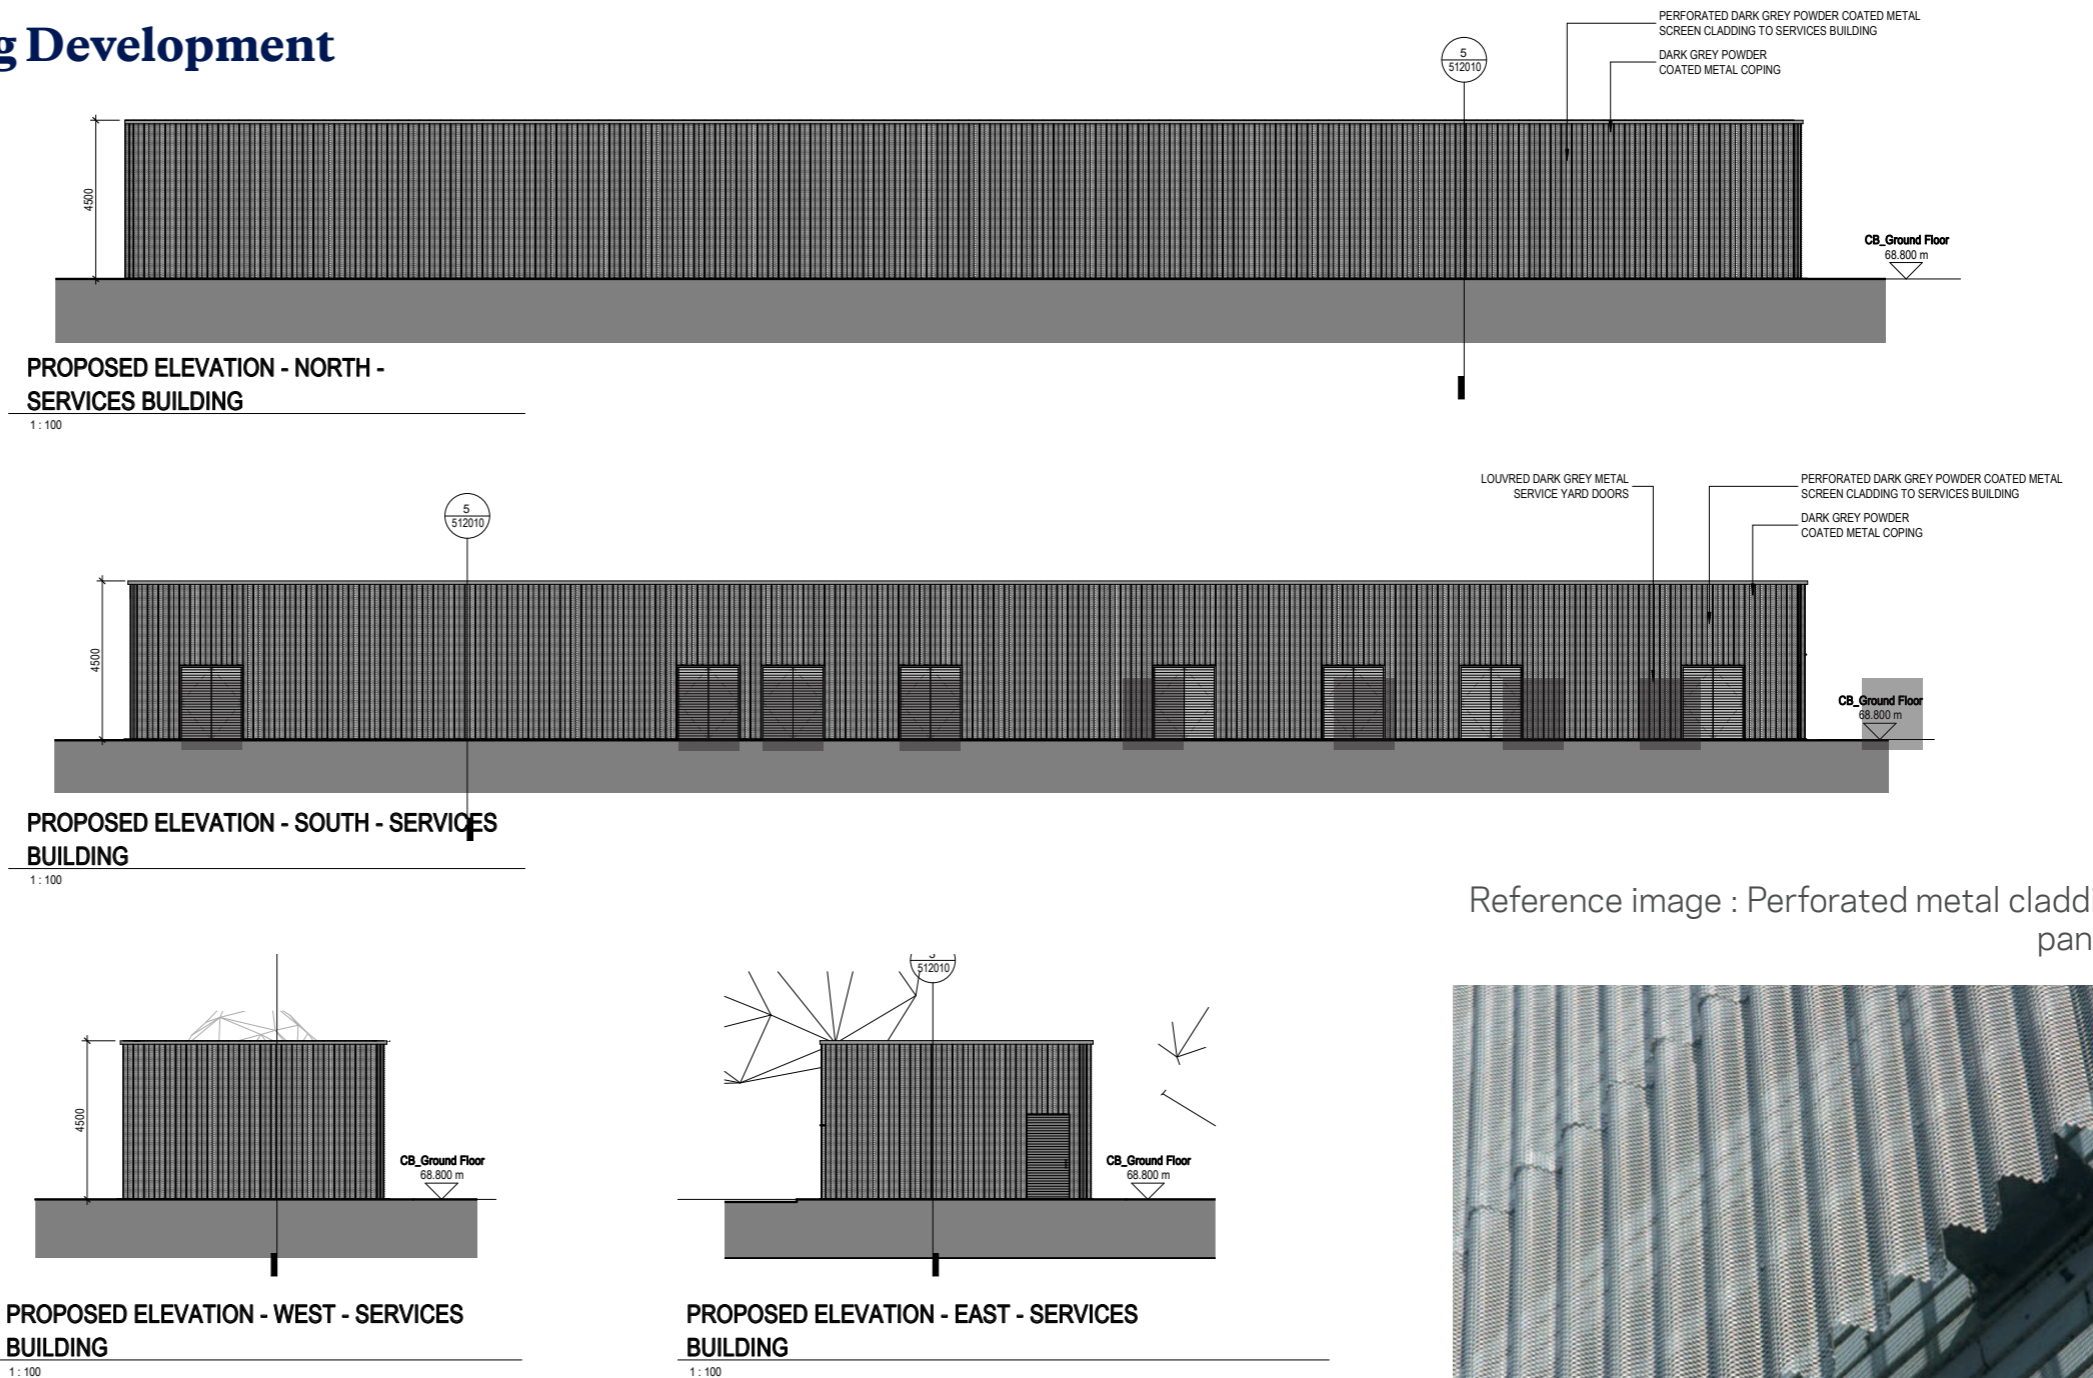 g Development
PERFORATED DARK GREY POWDER COATED METAL
SCREEN CLADDING TO SERVICES BUILDING
DARK GREY POWDER
COATED METAL COPING
5
512010
4500
CB_Ground Floor
68.800 m
PROPOSED ELEVATION - NORTH -
SERVICES BUILDING
1 : 100
LOUVRED DARK GREY METAL
SERVICE YARD DOORS
PERFORATED DARK GREY POWDER COATED METAL
SCREEN CLADDING TO SERVICES BUILDING
DARK GREY POWDER
COATED METAL COPING
5
512010
4500
CB_Ground Floor
68.800 m
PROPOSED ELEVATION - SOUTH - SERVICES
BUILDING
1 : 100
Reference image : Perforated metal claddi
pan
4500
CB_Ground Floor
68.800 m
PROPOSED ELEVATION - WEST - SERVICES
BUILDING
1 : 100
512010
CB_Ground Floor
68.800 m
PROPOSED ELEVATION - EAST - SERVICES
BUILDING
1 : 100